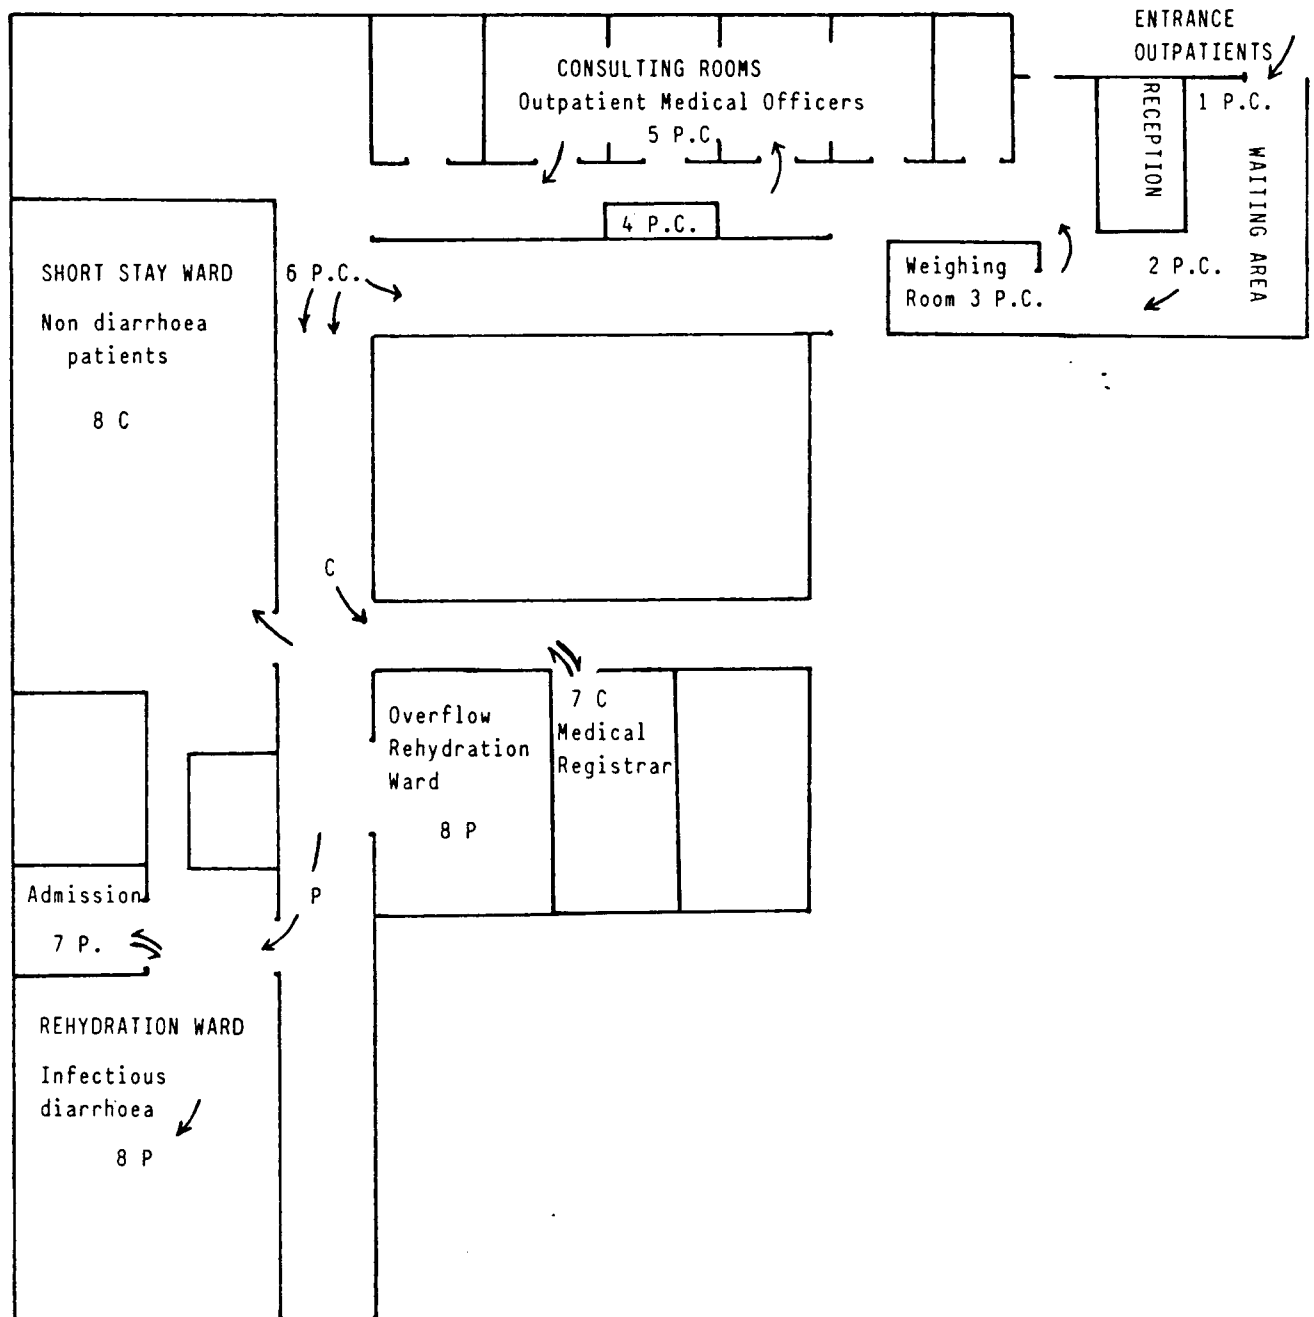 ENTRANCE
OUTPATIENTS
1 P.C.
RECEPTION
WAITING AREA
CONSULTING ROOMS
Outpatient Medical Officers
5 P.C.
4 P.C.
Weighing
Room 3 P.C.
2 P.C.
SHORT STAY WARD
Non diarrhoea
patients
8 C
6 P.C.
C
7 C
Medical
Registrar
Overflow
Rehydration
Ward
8 P
P
Admission
7 P.
REHYDRATION WARD
Infectious
diarrhoea
8 P